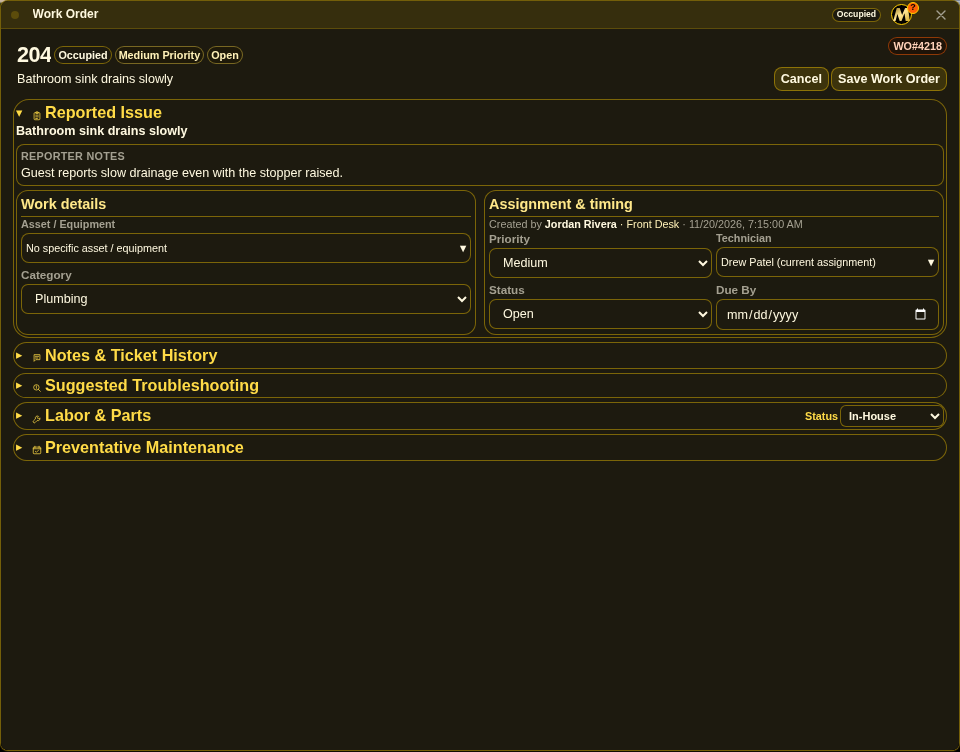 Work Order
Occupied
M?
204 Occupied Medium Priority Open
WO#4218
Bathroom sink drains slowly
Cancel Save Work Order
Reported Issue
Bathroom sink drains slowly
REPORTER NOTES
Guest reports slow drainage even with the stopper raised.
Work details
Asset / Equipment
No specific asset / equipment
Category
Plumbing
Assignment & timing
Created by Jordan Rivera · Front Desk · 11/20/2026, 7:15:00 AM
Priority
Medium
Technician
Drew Patel (current assignment)
Status
Open
Due By
mm/dd/yyyy
Notes & Ticket History
Suggested Troubleshooting
Labor & Parts
Status In-House
Preventative Maintenance